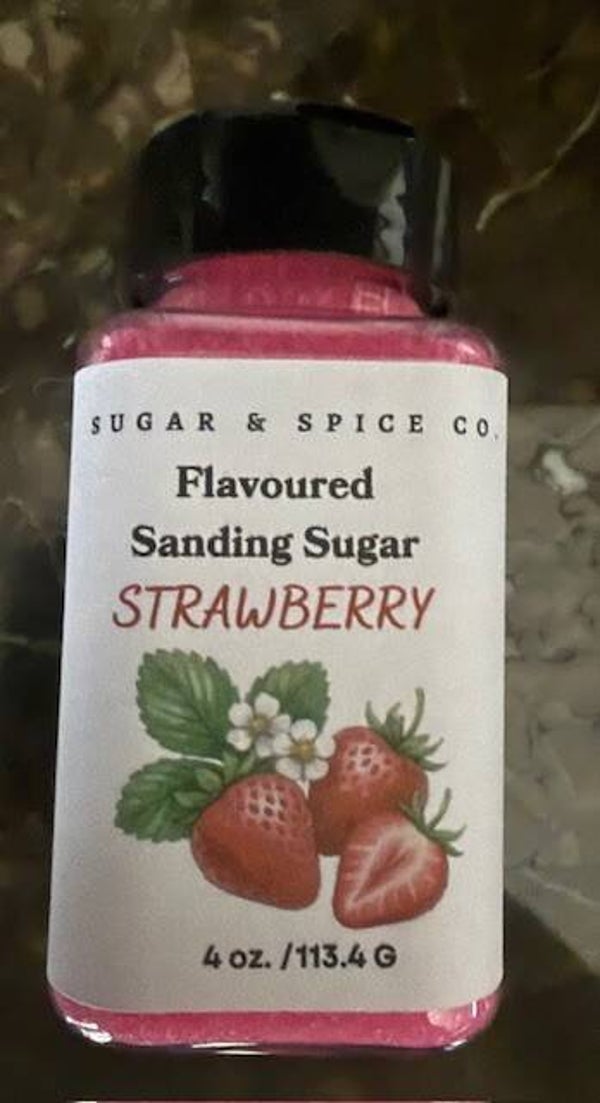 SUGAR & SPICE CO.
Flavoured
Sanding Sugar
STRAWBERRY
4 oz. / 113.4 G